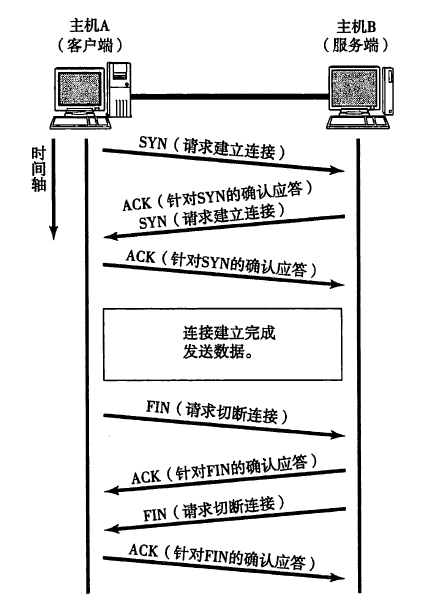 主机A
（客户端）
主机B
（服务端）
时间轴
SYN（请求建立连接）
ACK（针对SYN的确认应答）
SYN（请求建立连接）
ACK（针对SYN的确认应答）
连接建立完成
发送数据。
FIN（请求切断连接）
ACK（针对FIN的确认应答）
FIN（请求切断连接）
ACK（针对FIN的确认应答）